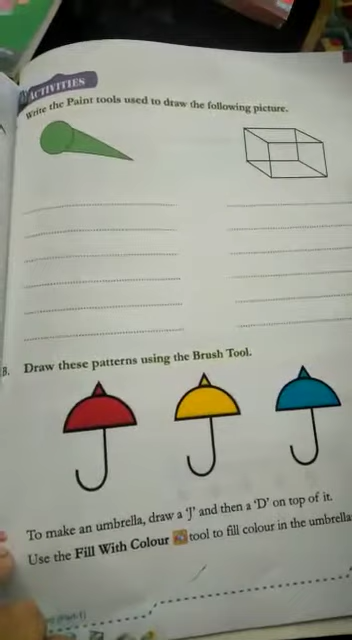 ACTIVITIES
Write the Paint tools used to draw the following picture.
B. Draw these patterns using the Brush Tool.
To make an umbrella, draw a 'J' and then a 'D' on top of it.
Use the Fill With Colour tool to fill colour in the umbrella